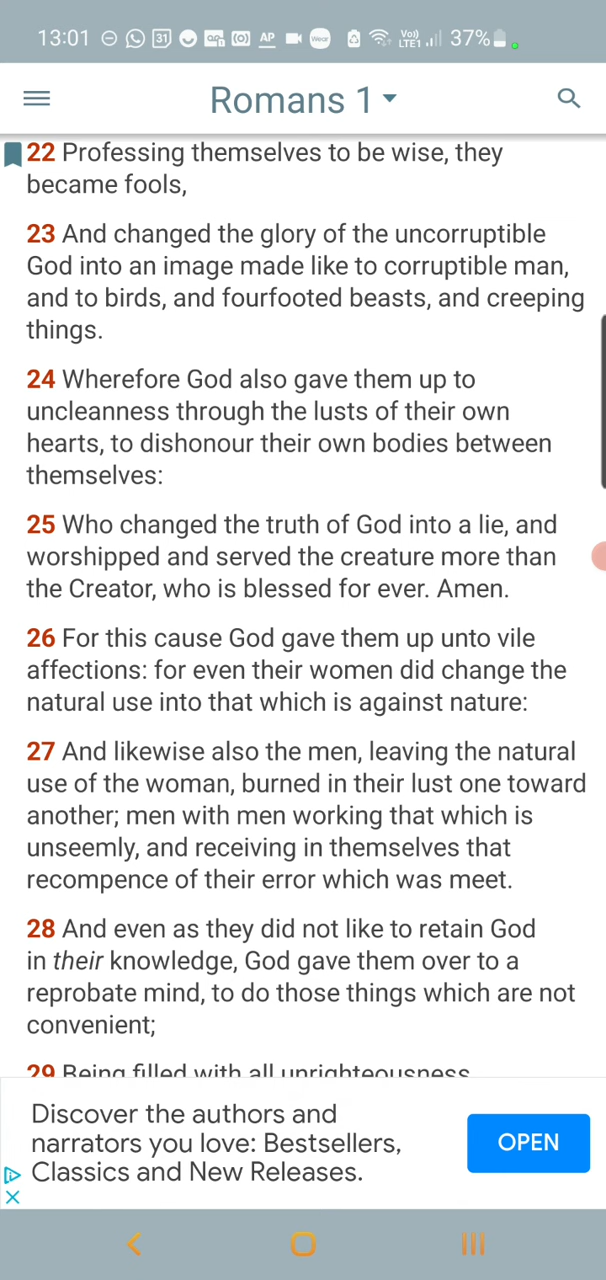 13:01 31 AP Wear Vo)) LTE1 37%
Romans 1
22 Professing themselves to be wise, they
became fools,
23 And changed the glory of the uncorruptible
God into an image made like to corruptible man,
and to birds, and fourfooted beasts, and creeping
things.
24 Wherefore God also gave them up to
uncleanness through the lusts of their own
hearts, to dishonour their own bodies between
themselves:
25 Who changed the truth of God into a lie, and
worshipped and served the creature more than
the Creator, who is blessed for ever. Amen.
26 For this cause God gave them up unto vile
affections: for even their women did change the
natural use into that which is against nature:
27 And likewise also the men, leaving the natural
use of the woman, burned in their lust one toward
another; men with men working that which is
unseemly, and receiving in themselves that
recompence of their error which was meet.
28 And even as they did not like to retain God
in their knowledge, God gave them over to a
reprobate mind, to do those things which are not
convenient;
29 Being filled with all unrighteousness
Discover the authors and
narrators you love: Bestsellers,
Classics and New Releases.
OPEN